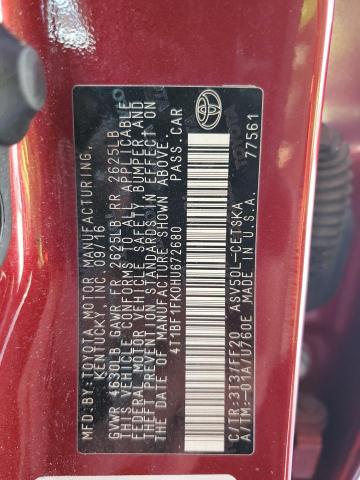 MFD. BY: TOYOTA MOTOR MANUFACTURING,
KENTUCKY, INC. 09/16
GVWR 4630LB GAWR FR 2625LB RR 2625LB
THIS VEHICLE CONFORMS TO ALL APPLICABLE
FEDERAL MOTOR VEHICLE SAFETY, BUMPER, AND
THEFT PREVENTION STANDARDS IN EFFECT ON
THE DATE OF MANUFACTURE SHOWN ABOVE.
4T1BF1FK0HU672680 PASS.CAR
C/TR:3T3/FF20 ASV50L-CETSKA
A/TM:-01A/U760E MADE IN U.S.A. 77561